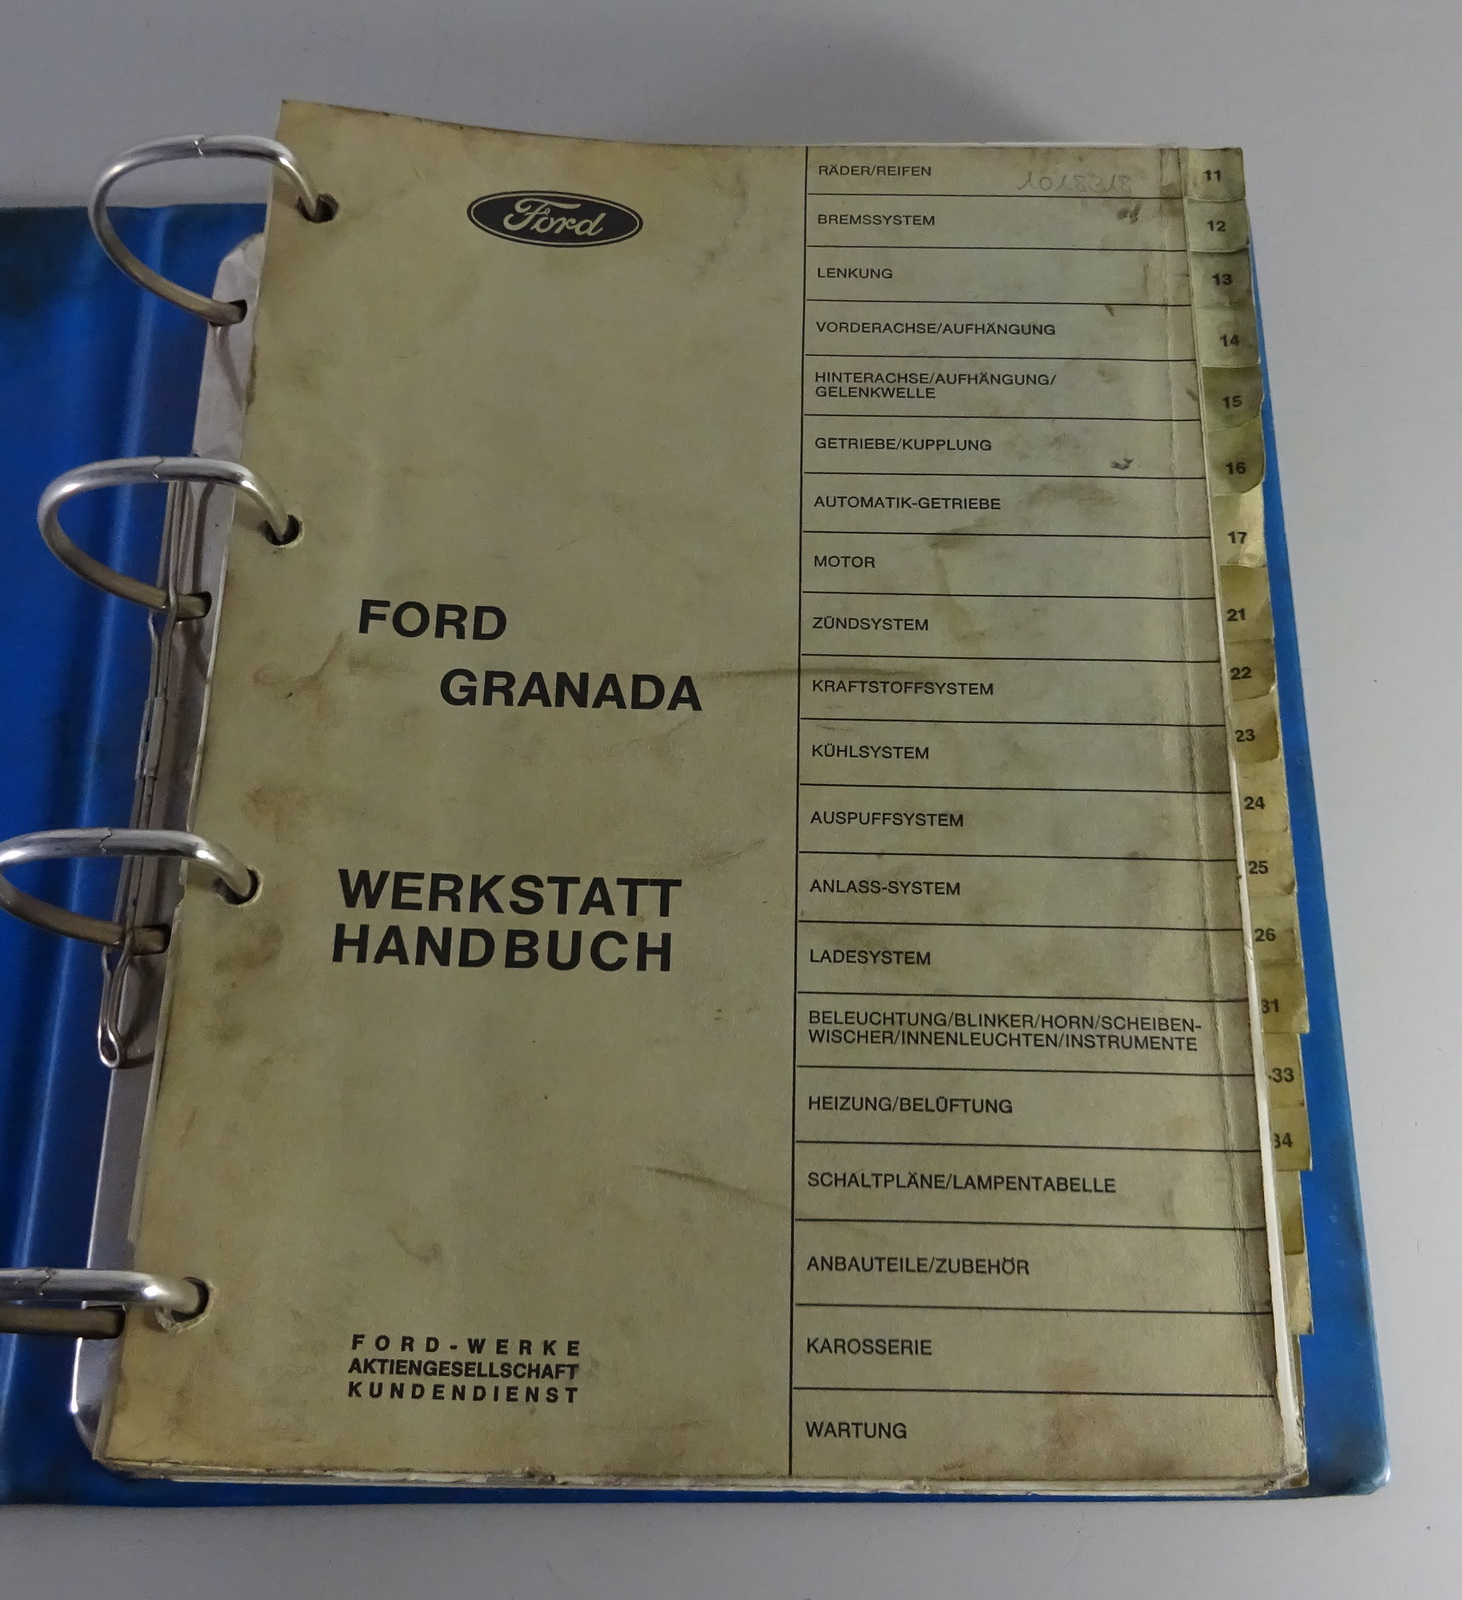 Ford
FORD
GRANADA
WERKSTATT
HANDBUCH
FORD-WERKE
AKTIENGESELLSCHAFT
KUNDENDIENST
RÄDER/REIFEN
BREMSSYSTEM
LENKUNG
VORDERACHSE/AUFHÄNGUNG
HINTERACHSE/AUFHÄNGUNG/
GELENKWELLE
GETRIEBE/KUPPLUNG
AUTOMATIK-GETRIEBE
MOTOR
ZÜNDSYSTEM
KRAFTSTOFFSYSTEM
KÜHLSYSTEM
AUSPUFFSYSTEM
ANLASS-SYSTEM
LADESYSTEM
BELEUCHTUNG/BLINKER/HORN/SCHEIBEN-
WISCHER/INNENLEUCHTEN/INSTRUMENTE
HEIZUNG/BELÜFTUNG
SCHALTPLÄNE/LAMPENTABELLE
ANBAUTEILE/ZUBEHÖR
KAROSSERIE
WARTUNG
11
12
13
14
15
16
17
21
22
23
24
25
26
31
33
34